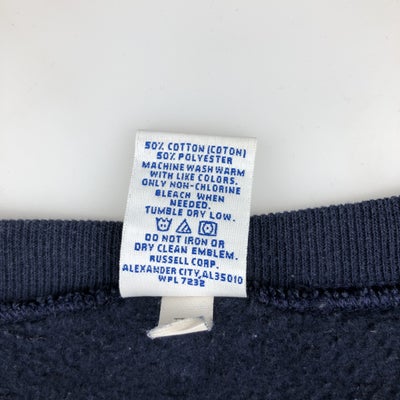 50% COTTON (COTON)
50% POLYESTER
MACHINE WASH WARM
WITH LIKE COLORS.
ONLY NON-CHLORINE
BLEACH WHEN
NEEDED.
TUMBLE DRY LOW.
DO NOT IRON OR
DRY CLEAN EMBLEM.
RUSSELL CORP.
ALEXANDER CITY, AL35010
WPL 7232